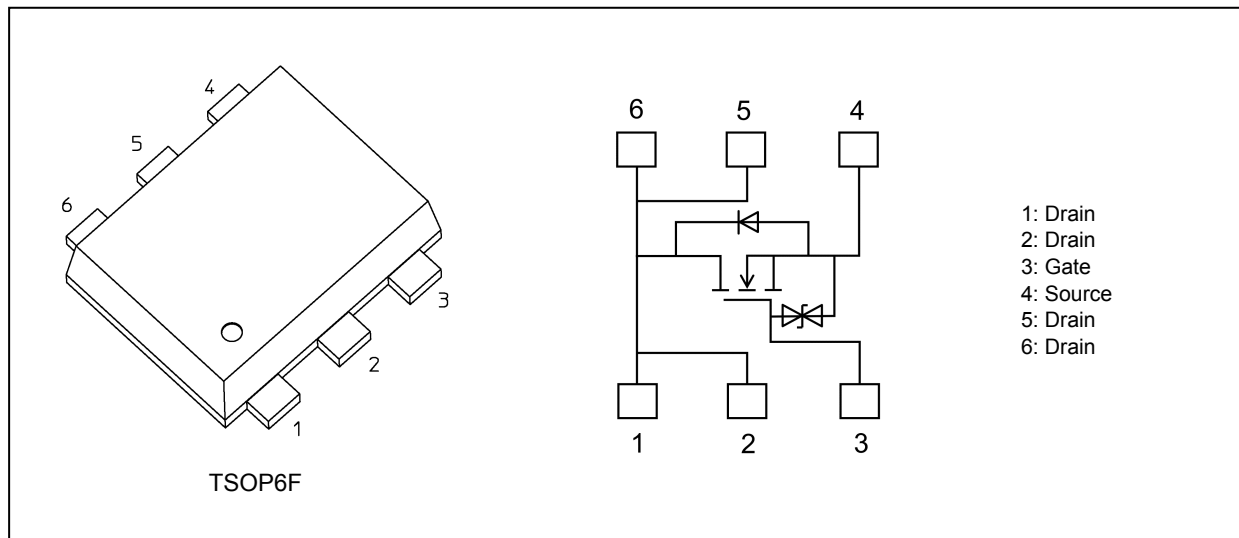 4
5
6
3
2
1
TSOP6F
6 5 4
1 2 3
1: Drain
2: Drain
3: Gate
4: Source
5: Drain
6: Drain